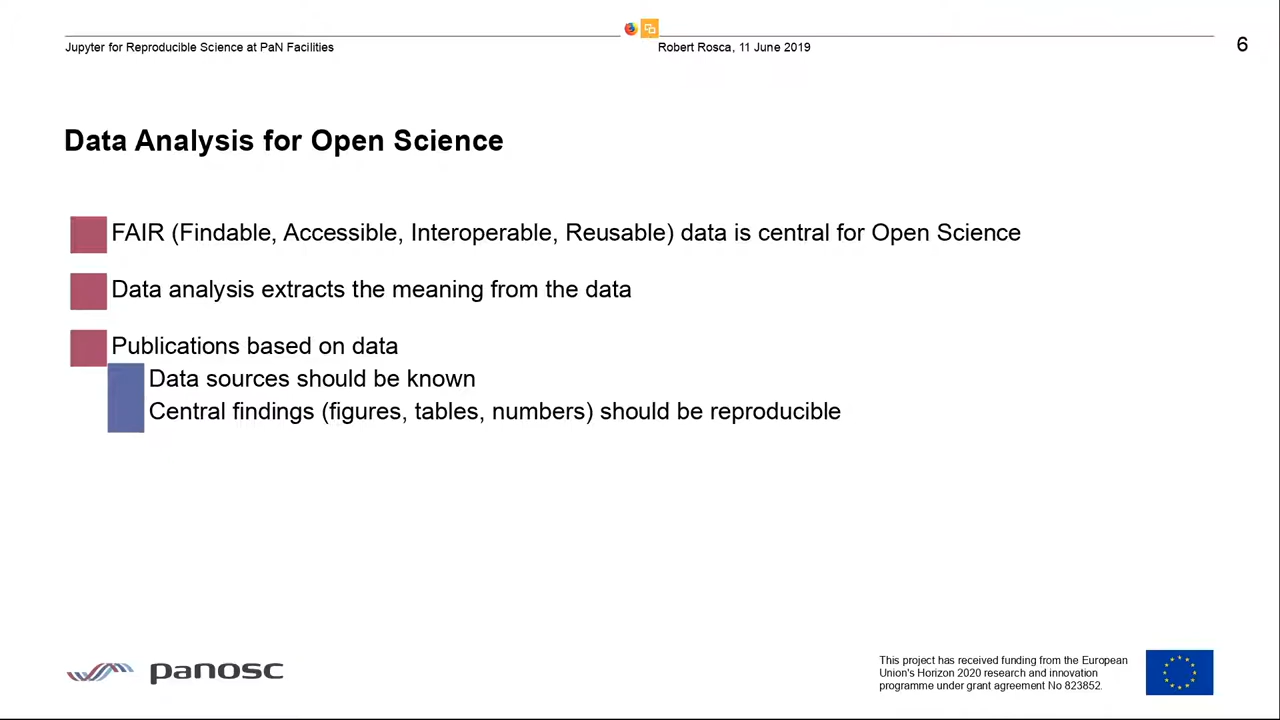 Jupyter for Reproducible Science at PaN Facilities
Robert Rosca, 11 June 2019
6
Data Analysis for Open Science
FAIR (Findable, Accessible, Interoperable, Reusable) data is central for Open Science
Data analysis extracts the meaning from the data
Publications based on data
Data sources should be known
Central findings (figures, tables, numbers) should be reproducible
panosc
This project has received funding from the European
Union's Horizon 2020 research and innovation
programme under grant agreement No 823852.